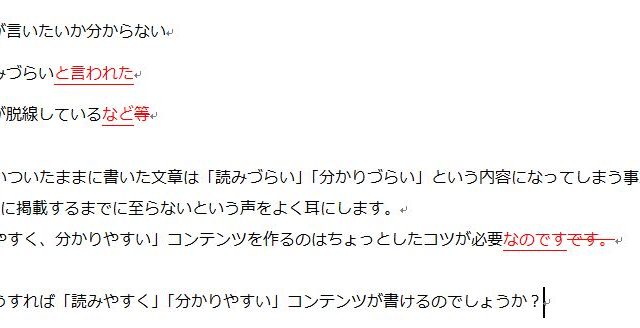 が言いたいか分からない
みづらいと言われた
が脱線しているなど等
いついたままに書いた文章は「読みづらい」「分かりづらい」という内容になってしまう事
に掲載するまでに至らないという声をよく耳にします。
やすく、分かりやすい」コンテンツを作るのはちょっとしたコツが必要なのですです。
うすれば「読みやすく」「分かりやすい」コンテンツが書けるのでしょうか？